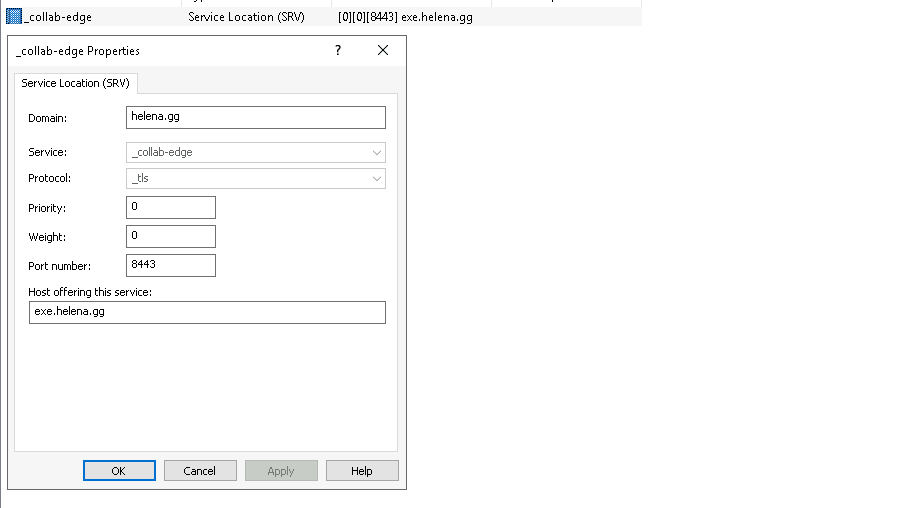 _collab-edge Service Location (SRV) [0][0][8443] exe.helena.gg
_collab-edge Properties ?
Service Location (SRV)
Domain: helena.gg
Service: _collab-edge
Protocol: _tls
Priority: 0
Weight: 0
Port number: 8443
Host offering this service:
exe.helena.gg
OK Cancel Apply Help